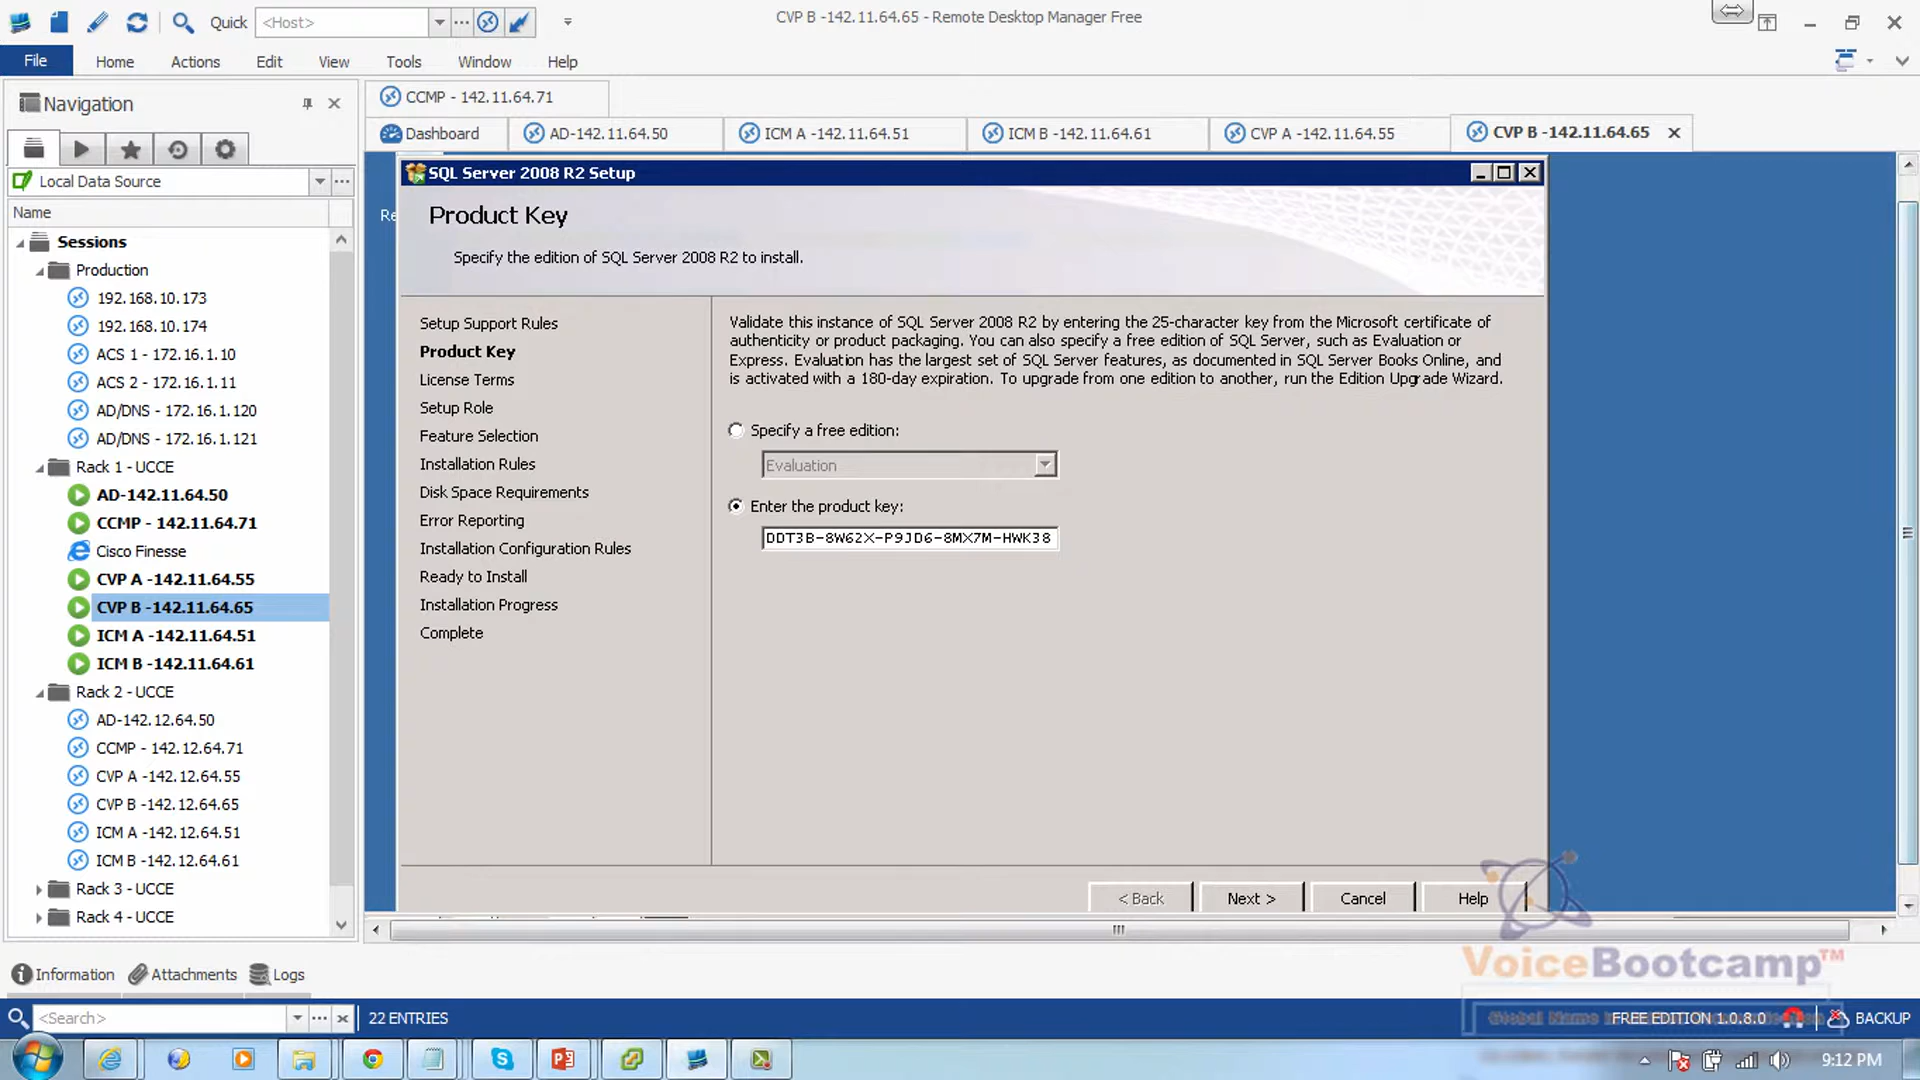 Quick
<Host>
CVP B -142.11.64.65 - Remote Desktop Manager Free
File
Home
Actions
Edit
View
Tools
Window
Help
Navigation
CCMP - 142.11.64.71
Dashboard
AD-142.11.64.50
ICM A -142.11.64.51
ICM B -142.11.64.61
CVP A -142.11.64.55
CVP B -142.11.64.65
Local Data Source
Name
Sessions
Production
192.168.10.173
192.168.10.174
ACS 1 - 172.16.1.10
ACS 2 - 172.16.1.11
AD/DNS - 172.16.1.120
AD/DNS - 172.16.1.121
Rack 1 - UCCE
AD-142.11.64.50
CCMP - 142.11.64.71
Cisco Finesse
CVP A -142.11.64.55
CVP B -142.11.64.65
ICM A -142.11.64.51
ICM B -142.11.64.61
Rack 2 - UCCE
AD-142.12.64.50
CCMP - 142.12.64.71
CVP A -142.12.64.55
CVP B -142.12.64.65
ICM A -142.12.64.51
ICM B -142.12.64.61
Rack 3 - UCCE
Rack 4 - UCCE
Re
SQL Server 2008 R2 Setup
Product Key
Specify the edition of SQL Server 2008 R2 to install.
Setup Support Rules
Product Key
License Terms
Setup Role
Feature Selection
Installation Rules
Disk Space Requirements
Error Reporting
Installation Configuration Rules
Ready to Install
Installation Progress
Complete
Validate this instance of SQL Server 2008 R2 by entering the 25-character key from the Microsoft certificate of
authenticity or product packaging. You can also specify a free edition of SQL Server, such as Evaluation or
Express. Evaluation has the largest set of SQL Server features, as documented in SQL Server Books Online, and
is activated with a 180-day expiration. To upgrade from one edition to another, run the Edition Upgrade Wizard.
Specify a free edition:
Evaluation
Enter the product key:
DDT3B-8W62X-P9JD6-8MX7M-HWK38
< Back
Next >
Cancel
Help
VoiceBootcamp™
Information
Attachments
Logs
<Search>
22 ENTRIES
FREE EDITION 1.0.8.0
BACKUP
9:12 PM